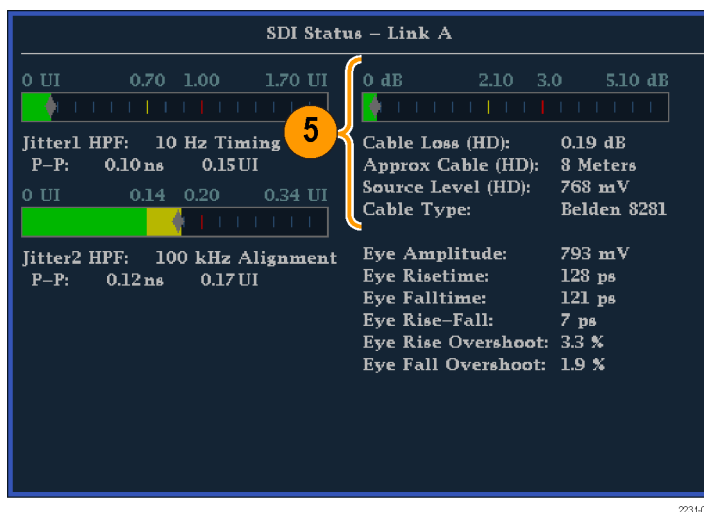 SDI Status – Link A
0 UI 0.70 1.00 1.70 UI
Jitter1 HPF: 10 Hz Timing
P–P: 0.10 ns 0.15 UI
0 UI 0.14 0.20 0.34 UI
Jitter2 HPF: 100 kHz Alignment
P–P: 0.12 ns 0.17 UI
5
0 dB 2.10 3.0 5.10 dB
Cable Loss (HD): 0.19 dB
Approx Cable (HD): 8 Meters
Source Level (HD): 768 mV
Cable Type: Belden 8281
Eye Amplitude: 793 mV
Eye Risetime: 128 ps
Eye Falltime: 121 ps
Eye Rise–Fall: 7 ps
Eye Rise Overshoot: 3.3 %
Eye Fall Overshoot: 1.9 %